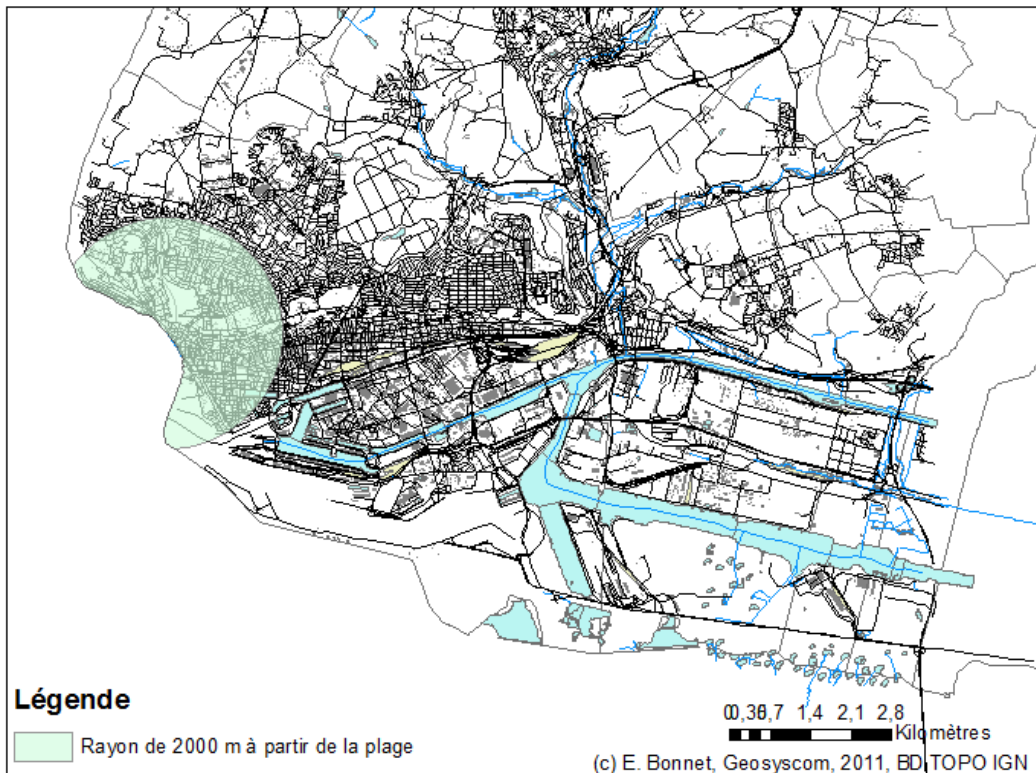 Légende
Rayon de 2000 m à partir de la plage
0 0,35 0,7 1,4 2,1 2,8
Kilomètres
(c) E. Bonnet, Geosyscom, 2011, BD TOPO IGN